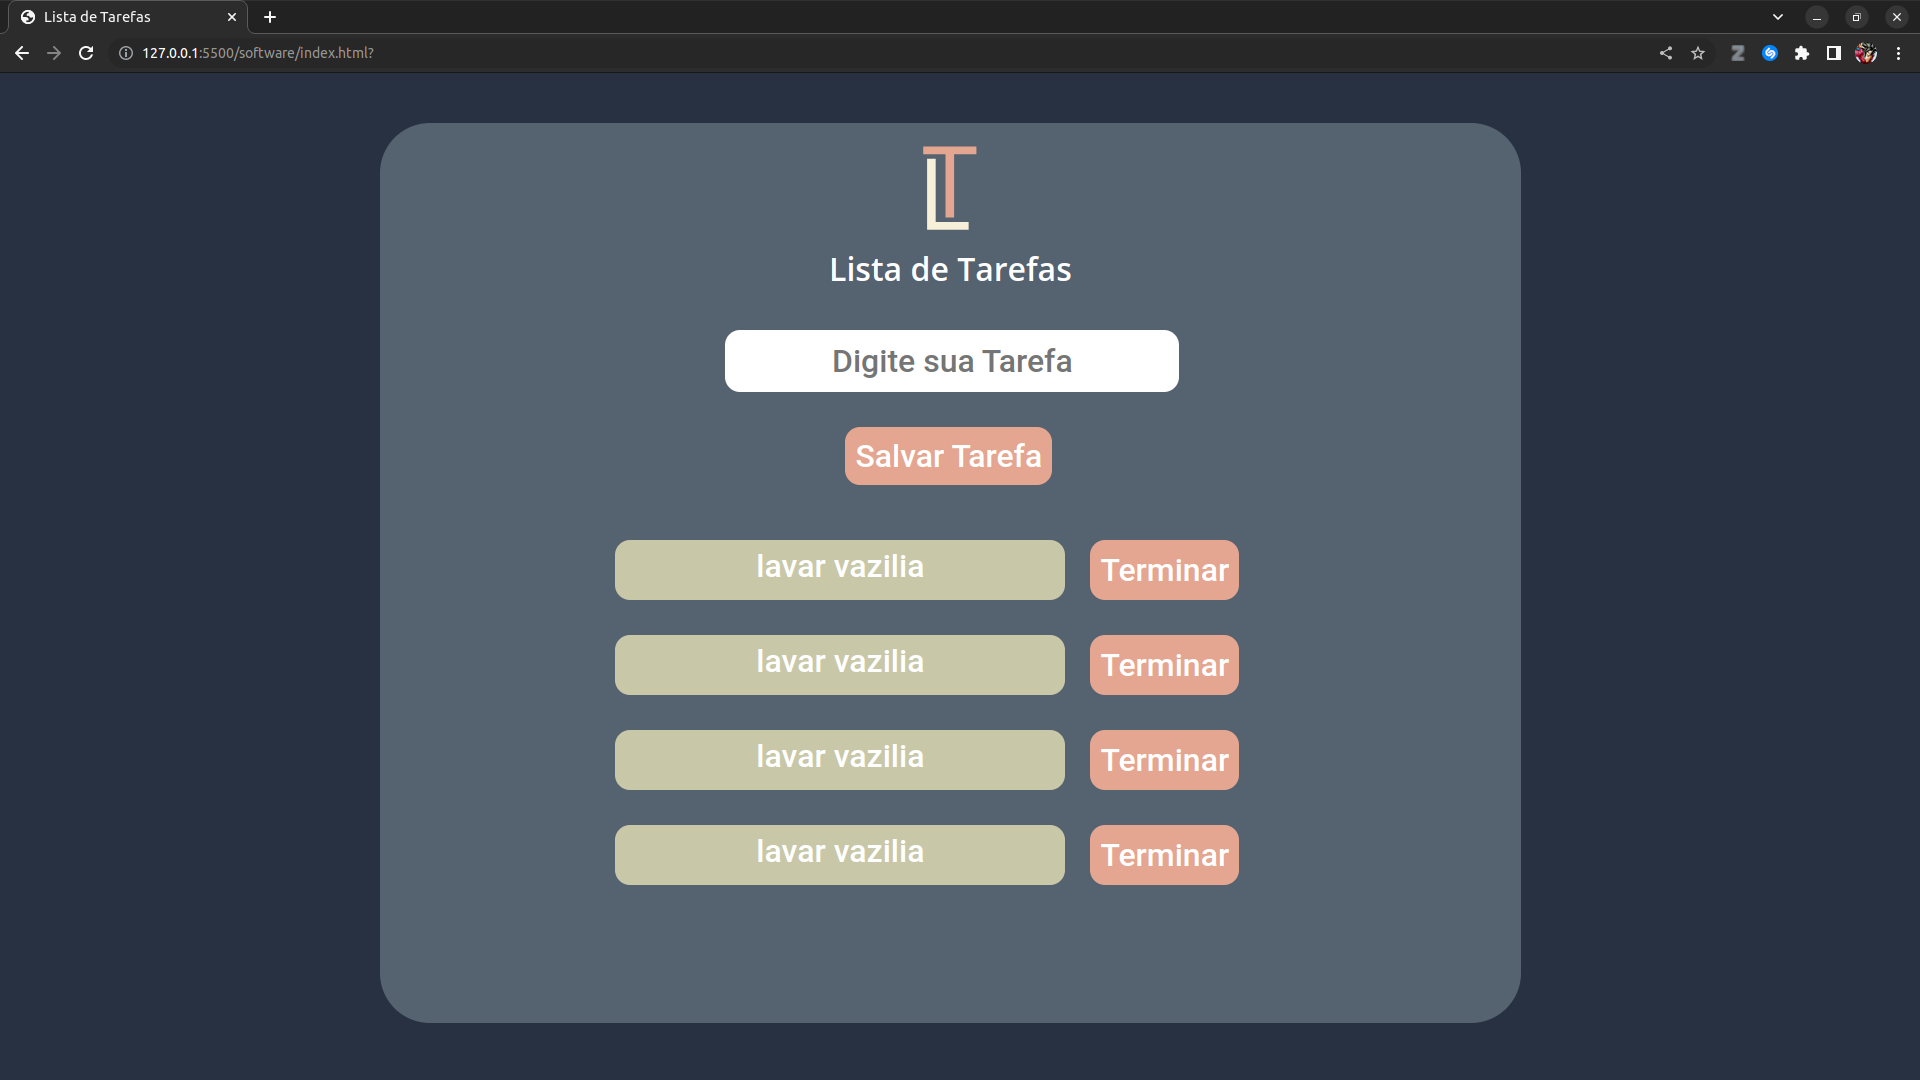 Lista de Tarefas
127.0.0.1:5500/software/index.html?
LT
Lista de Tarefas
Digite sua Tarefa
Salvar Tarefa
lavar vazilia Terminar
lavar vazilia Terminar
lavar vazilia Terminar
lavar vazilia Terminar